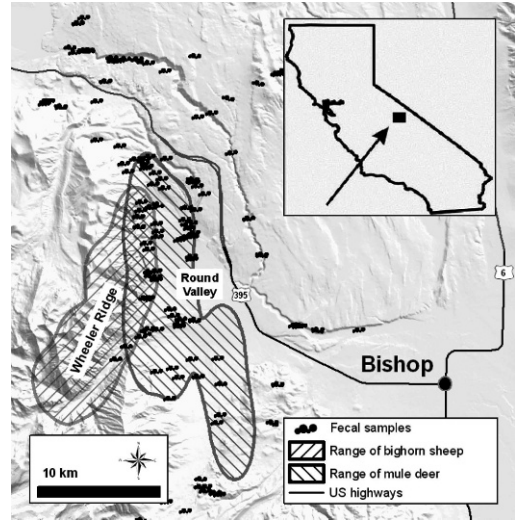 Round
Valley
Wheeler Ridge
395
6
Bishop
Fecal samples
Range of bighorn sheep
Range of mule deer
US highways
10 km